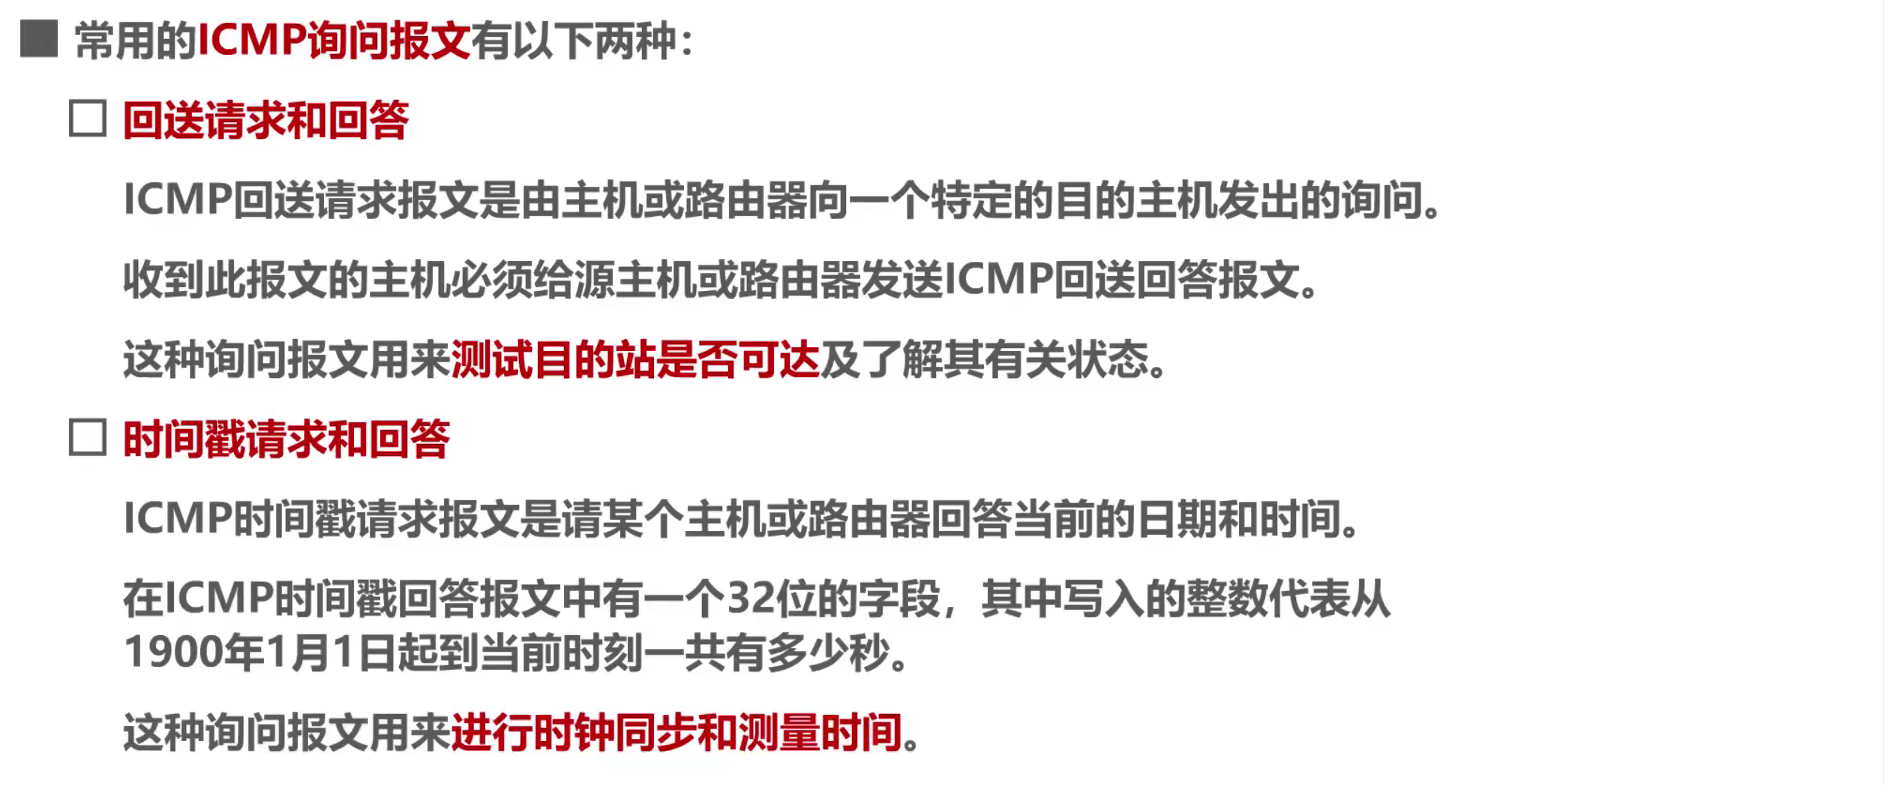 常用的ICMP询问报文有以下两种：
回送请求和回答
ICMP回送请求报文是由主机或路由器向一个特定的目的主机发出的询问。
收到此报文的主机必须给源主机或路由器发送ICMP回送回答报文。
这种询问报文用来测试目的站是否可达及了解其有关状态。
时间戳请求和回答
ICMP时间戳请求报文是请某个主机或路由器回答当前的日期和时间。
在ICMP时间戳回答报文中有一个32位的字段，其中写入的整数代表从
1900年1月1日起到当前时刻一共有多少秒。
这种询问报文用来进行时钟同步和测量时间。